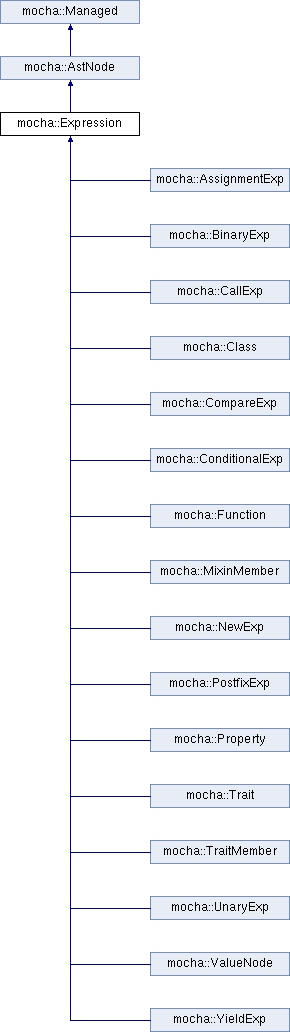 mocha::Managed
mocha::AstNode
mocha::Expression
mocha::AssignmentExp
mocha::BinaryExp
mocha::CallExp
mocha::Class
mocha::CompareExp
mocha::ConditionalExp
mocha::Function
mocha::MixinMember
mocha::NewExp
mocha::PostfixExp
mocha::Property
mocha::Trait
mocha::TraitMember
mocha::UnaryExp
mocha::ValueNode
mocha::YieldExp